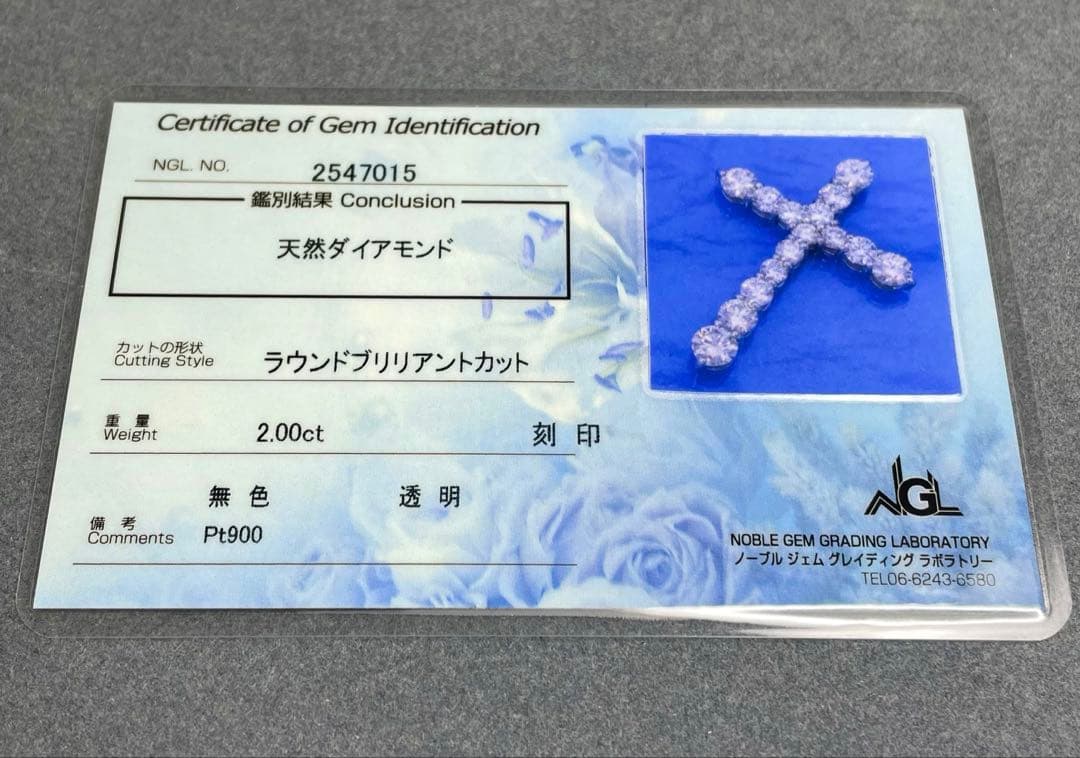 Certificate of Gem Identification
NGL. NO. 2547015
鑑別結果 Conclusion
天然ダイアモンド
カットの形状
Cutting Style
ラウンドブリリアントカット
重量
Weight
2.00ct 刻印
無色 透明
備考
Comments
Pt900
NGL
NOBLE GEM GRADING LABORATORY
ノーブル ジェム グレイディング ラボラトリー
TEL06-6243-6580